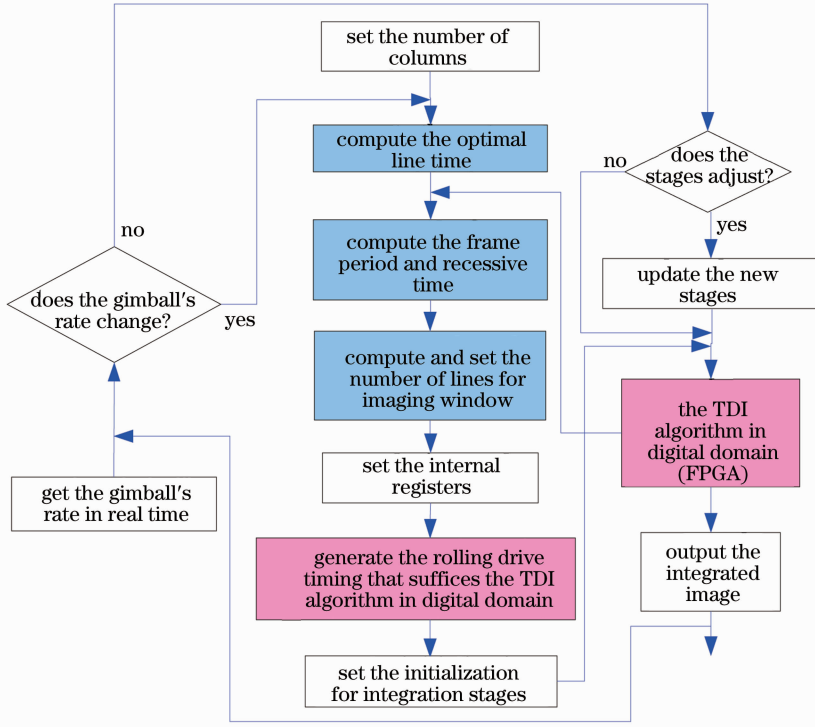 set the number of
columns
compute the optimal
line time
compute the frame
period and recessive
time
compute and set the
number of lines for
imaging window
set the internal
registers
generate the rolling drive
timing that suffices the TDI
algorithm in digital domain
set the initialization
for integration stages
no
does the gimball's
rate change?
yes
get the gimball's
rate in real time
no
does the
stages adjust?
yes
update the new
stages
the TDI
algorithm in
digital domain
(FPGA)
output the
integrated
image